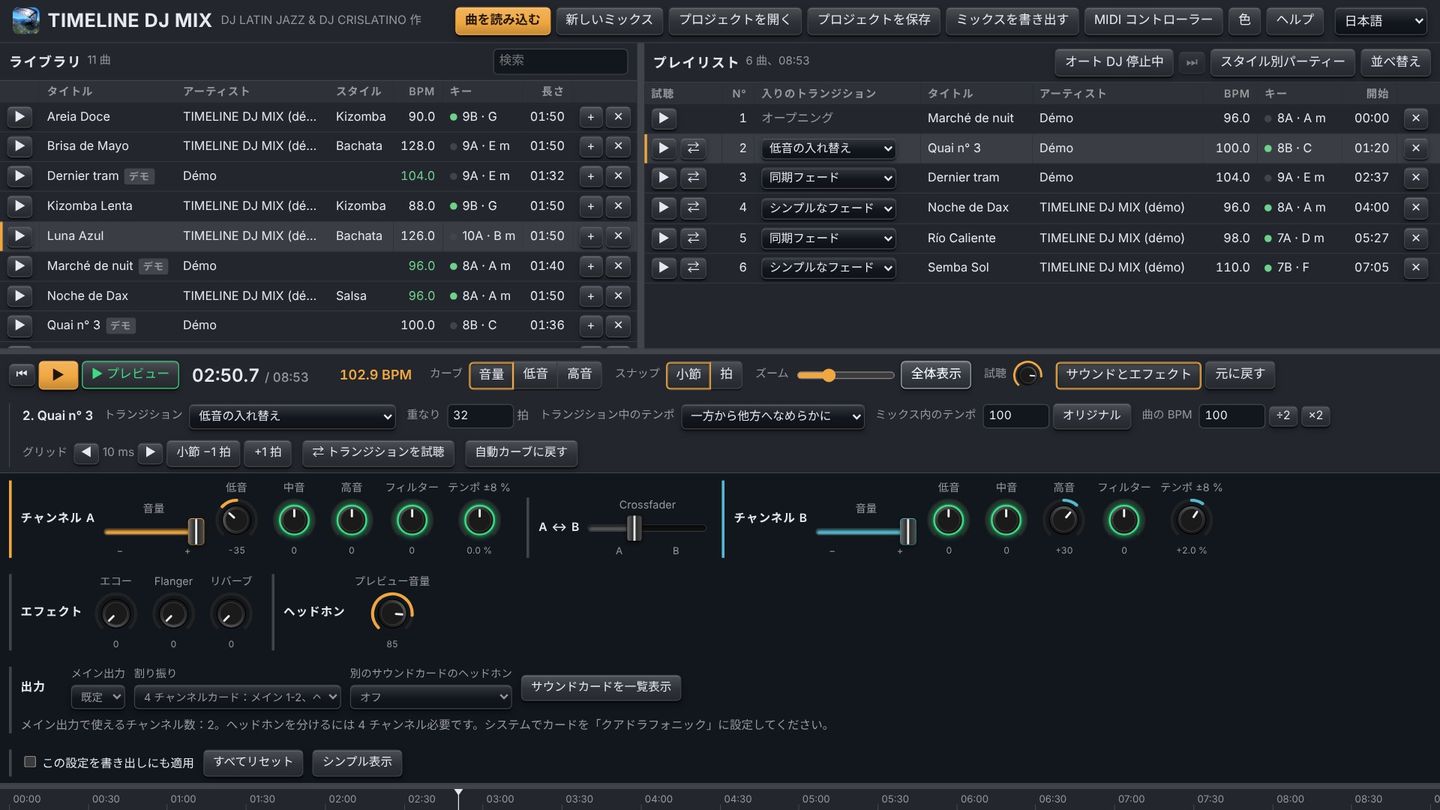 TIMELINE DJ MIX DJ LATIN JAZZ & DJ CRISLATINO 作 曲を読み込む 新しいミックス プロジェクトを開く プロジェクトを保存 ミックスを書き出す MIDI コントローラー 色 ヘルプ 日本語
ライブラリ 11 曲 検索
タイトル アーティスト スタイル BPM キー 長さ
Areia Doce TIMELINE DJ MIX (dé... Kizomba 90.0 9B · G 01:50 + ×
Brisa de Mayo TIMELINE DJ MIX (dé... Bachata 128.0 9A · E m 01:50 + ×
Dernier tram デモ Démo 104.0 9A · E m 01:32 + ×
Kizomba Lenta TIMELINE DJ MIX (dé... Kizomba 88.0 9B · G 01:50 + ×
Luna Azul TIMELINE DJ MIX (dé... Bachata 126.0 10A · B m 01:50 + ×
Marché de nuit デモ Démo 96.0 8A · A m 01:40 + ×
Noche de Dax TIMELINE DJ MIX (dé... Salsa 96.0 8A · A m 01:50 + ×
Quai n° 3 デモ Démo 100.0 8B · C 01:36 + ×
プレイリスト 6 曲、08:53 オート DJ 停止中 スタイル別パーティー 並べ替え
試聴 N° 入りのトランジション タイトル アーティスト BPM キー 開始
1 オープニング Marché de nuit Démo 96.0 8A · A m 00:00 ×
2 低音の入れ替え Quai n° 3 Démo 100.0 8B · C 01:20 ×
3 同期フェード Dernier tram Démo 104.0 9A · E m 02:37 ×
4 シンプルなフェード Noche de Dax TIMELINE DJ MIX (démo) 96.0 8A · A m 04:00 ×
5 同期フェード Río Caliente TIMELINE DJ MIX (démo) 98.0 7A · D m 05:27 ×
6 シンプルなフェード Semba Sol TIMELINE DJ MIX (démo) 110.0 7B · F 07:05 ×
プレビュー 02:50.7 / 08:53 102.9 BPM カーブ 音量 低音 高音 スナップ 小節 拍 ズーム 全体表示 試聴 サウンドとエフェクト 元に戻す
2. Quai n° 3 トランジション 低音の入れ替え 重なり 32 拍 トランジション中のテンポ 一方から他方へなめらかに ミックス内のテンポ 100 オリジナル 曲の BPM 100 ÷2 ×2
グリッド ◀ 10 ms ▶ 小節 −1 拍 +1 拍 ⇄ トランジションを試聴 自動カーブに戻す
チャンネル A 音量 − + 低音 -35 中音 0 高音 0 フィルター 0 テンポ ±8 % 0.0 %
A ↔ B Crossfader A B
チャンネル B 音量 − + 低音 0 中音 0 高音 +30 フィルター 0 テンポ ±8 % +2.0 %
エフェクト エコー 0 Flanger 0 リバーブ 0
ヘッドホン プレビュー音量 85
出力 メイン出力 既定 割り振り 4 チャンネルカード：メイン 1-2、ヘ 別のサウンドカードのヘッドホン オフ サウンドカードを一覧表示
メイン出力で使えるチャンネル数：2。ヘッドホンを分けるには 4 チャンネル必要です。システムでカードを「クアドラフォニック」に設定してください。
この設定を書き出しにも適用 すべてリセット シンプル表示
00:00 00:30 01:00 01:30 02:00 02:30 03:00 03:30 04:00 04:30 05:00 05:30 06:00 06:30 07:00 07:30 08:00 08:30